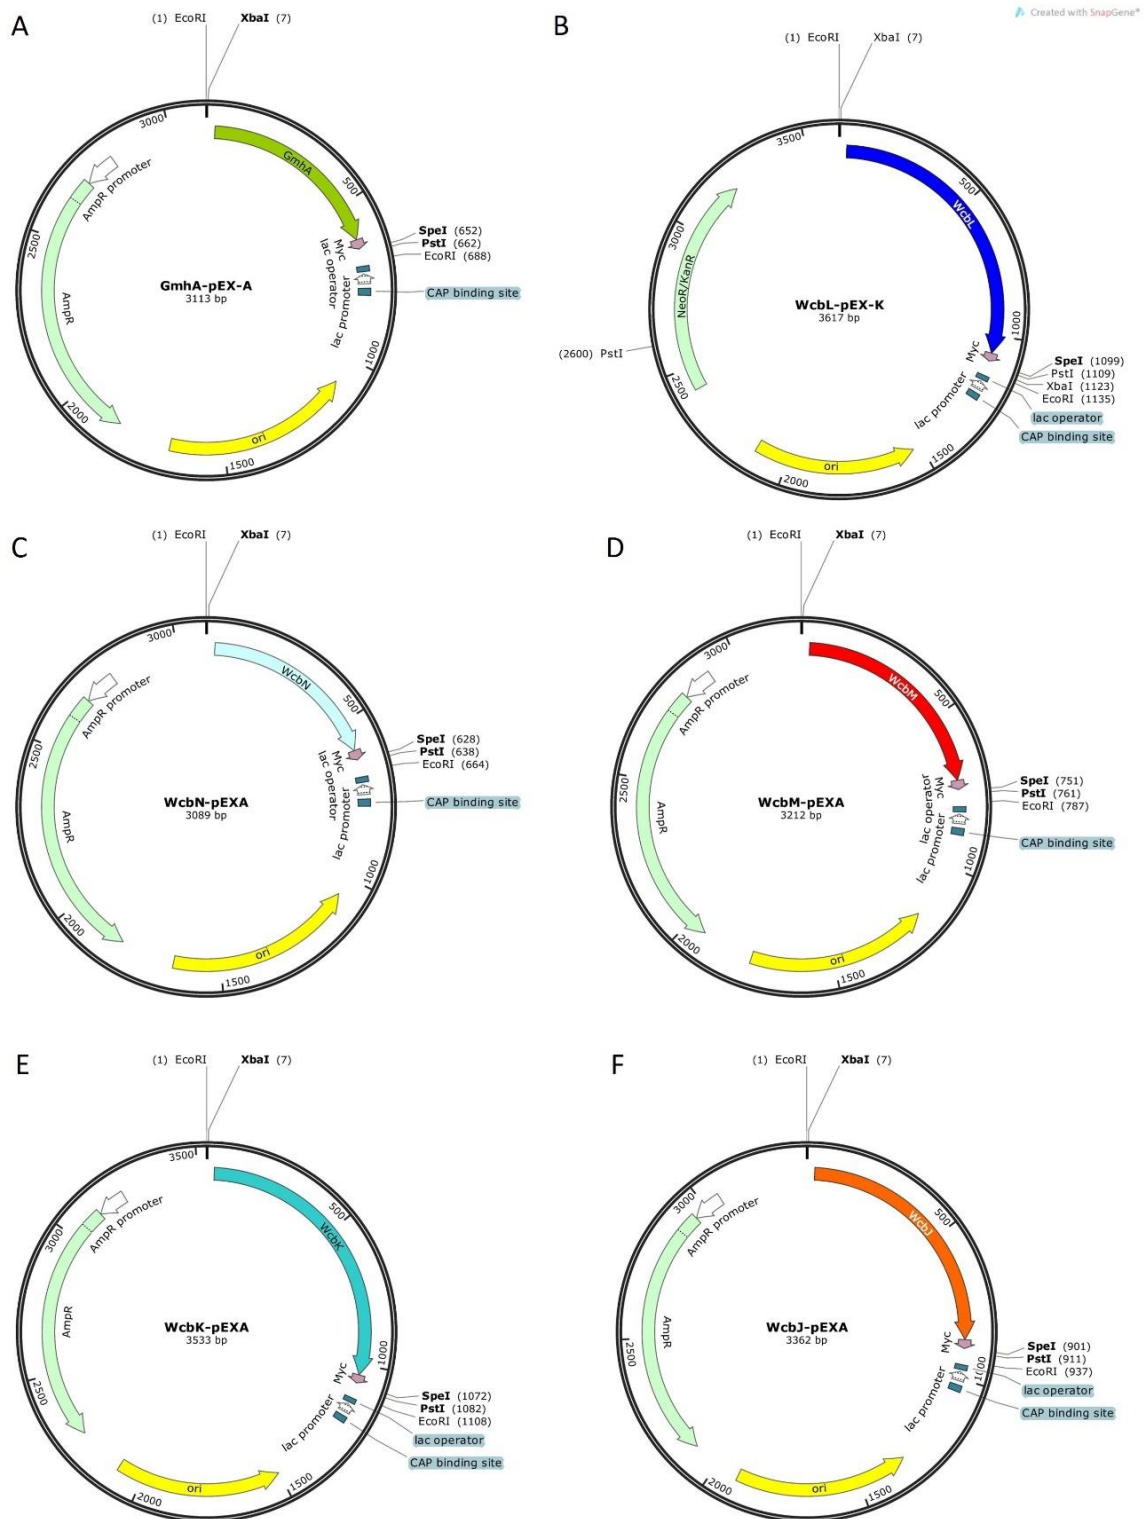 Created with SnapGene®
A
(1) EcoRI
XbaI (7)
3000
500
1000
1500
2000
2500
GmhA
SpeI (652)
PstI (662)
EcoRI (688)
Myc
lac operator
lac promoter
CAP binding site
AmpR promoter
AmpR
ori
GmhA-pEX-A
3113 bp
B
(1) EcoRI
XbaI (7)
3500
500
1000
1500
2000
2500
3000
WcbL
NeoR/KanR
(2600) PstI
Myc
SpeI (1099)
PstI (1109)
XbaI (1123)
EcoRI (1135)
lac operator
CAP binding site
lac promoter
ori
WcbL-pEX-K
3617 bp
C
(1) EcoRI
XbaI (7)
3000
500
1000
1500
2000
2500
WcbN
SpeI (628)
PstI (638)
EcoRI (664)
Myc
lac operator
lac promoter
CAP binding site
AmpR promoter
AmpR
ori
WcbN-pEXA
3089 bp
D
(1) EcoRI
XbaI (7)
3000
500
1000
1500
2000
2500
WcbM
SpeI (751)
PstI (761)
EcoRI (787)
Myc
lac operator
lac promoter
CAP binding site
AmpR promoter
AmpR
ori
WcbM-pEXA
3212 bp
E
(1) EcoRI
XbaI (7)
3500
500
1000
1500
2000
2500
3000
WcbK
SpeI (1072)
PstI (1082)
EcoRI (1108)
lac operator
CAP binding site
Myc
lac promoter
AmpR promoter
AmpR
ori
WcbK-pEXA
3533 bp
F
(1) EcoRI
XbaI (7)
3000
500
1000
1500
2000
2500
WcbJ
SpeI (901)
PstI (911)
EcoRI (937)
lac operator
CAP binding site
Myc
lac promoter
AmpR promoter
AmpR
ori
WcbJ-pEXA
3362 bp